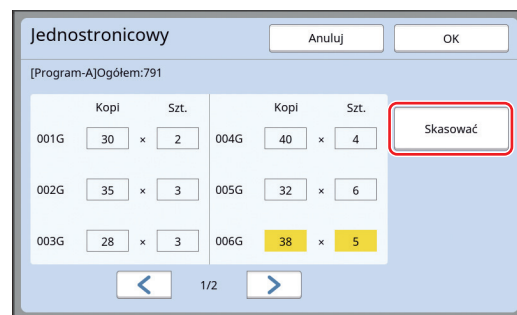 Jednostronicowy Anuluj OK
[Program-A]Ogółem:791
Kopi Szt. Kopi Szt.
Skasować
001G 30 × 2 004G 40 × 4
002G 35 × 3 005G 32 × 6
003G 28 × 3 006G 38 × 5
1/2